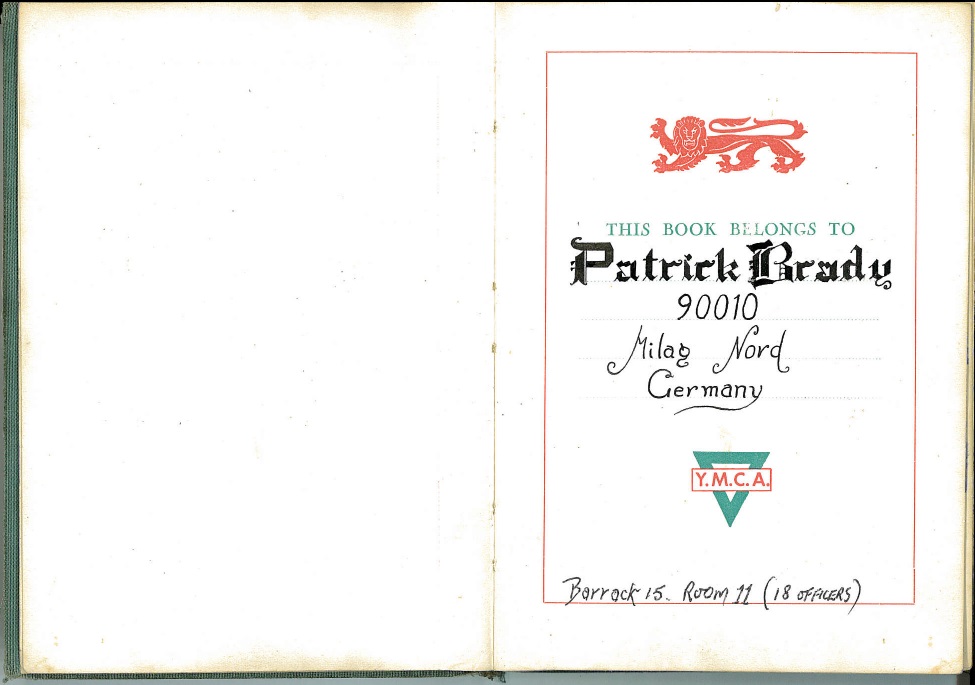 THIS BOOK BELONGS TO
Patrick Brady
90010
Milag Nord
Germany
Y.M.C.A.
Barrack 15. ROOM 11 (18 OFFICERS)